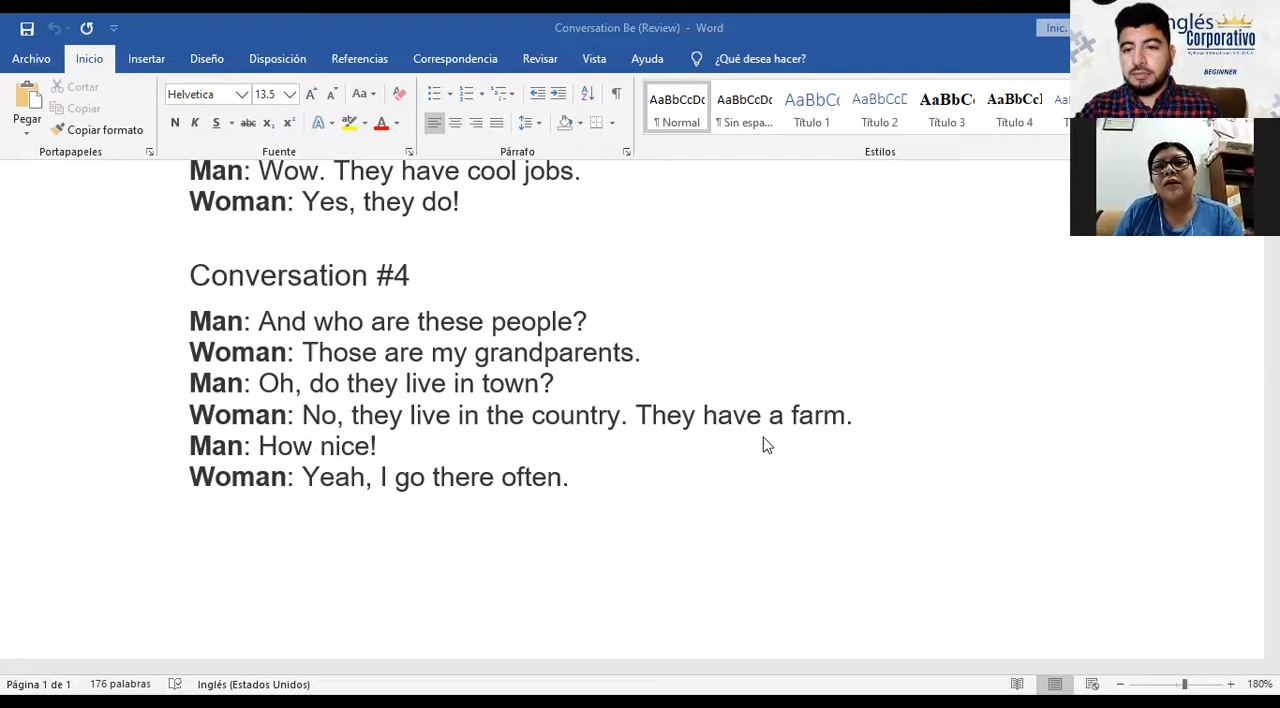 Conversation Be (Review) - Word
Inic.
Archivo Inicio Insertar Diseño Disposición Referencias Correspondencia Revisar Vista Ayuda ¿Qué desea hacer?
Pegar
Cortar
Copiar
Copiar formato
Portapapeles
Helvetica 13.5
Fuente
Párrafo
AaBbCcDc ¶ Normal
AaBbCcDc ¶ Sin espa...
AaBbC Título 1
AaBbCcD Título 2
AaBbC Título 3
AaBbCcl Título 4
Estilos
Inglés
Corporativo
BEGINNER
Man: Wow. They have cool jobs.
Woman: Yes, they do!
Conversation #4
Man: And who are these people?
Woman: Those are my grandparents.
Man: Oh, do they live in town?
Woman: No, they live in the country. They have a farm.
Man: How nice!
Woman: Yeah, I go there often.
Página 1 de 1 176 palabras Inglés (Estados Unidos) 180%